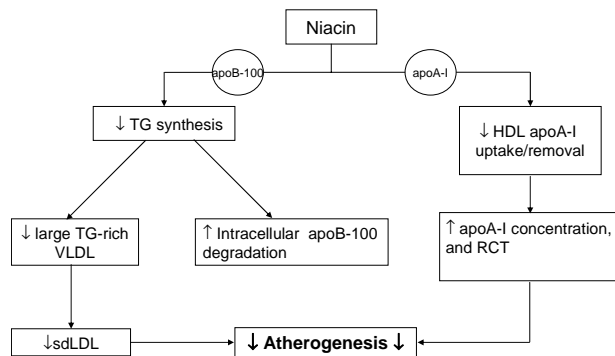 Niacin
apoB-100
apoA-I
↓ TG synthesis
↓ HDL apoA-I
uptake/removal
↓ large TG-rich
VLDL
↑ Intracellular apoB-100
degradation
↑ apoA-I concentration,
and RCT
↓sdLDL
↓ Atherogenesis ↓